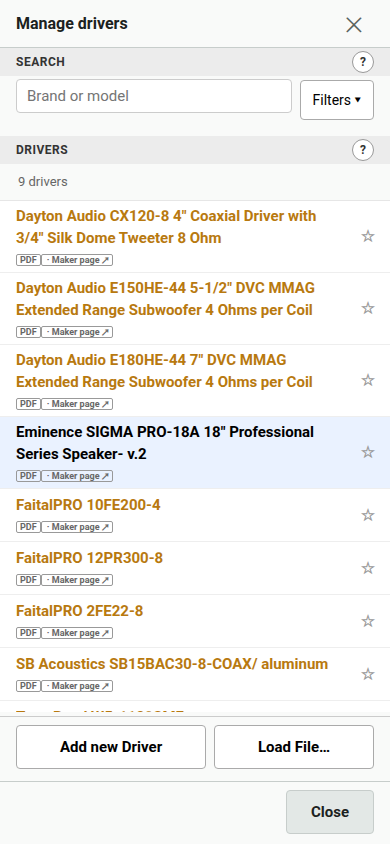 Manage drivers
SEARCH ?
Brand or model
Filters ▾
DRIVERS ?
9 drivers
Dayton Audio CX120-8 4" Coaxial Driver with
3/4" Silk Dome Tweeter 8 Ohm
PDF · Maker page ↗
Dayton Audio E150HE-44 5-1/2" DVC MMAG
Extended Range Subwoofer 4 Ohms per Coil
PDF · Maker page ↗
Dayton Audio E180HE-44 7" DVC MMAG
Extended Range Subwoofer 4 Ohms per Coil
PDF · Maker page ↗
Eminence SIGMA PRO-18A 18" Professional
Series Speaker- v.2
PDF · Maker page ↗
FaitalPRO 10FE200-4
PDF · Maker page ↗
FaitalPRO 12PR300-8
PDF · Maker page ↗
FaitalPRO 2FE22-8
PDF · Maker page ↗
SB Acoustics SB15BAC30-8-COAX/ aluminum
PDF · Maker page ↗
Add new Driver
Load File…
Close